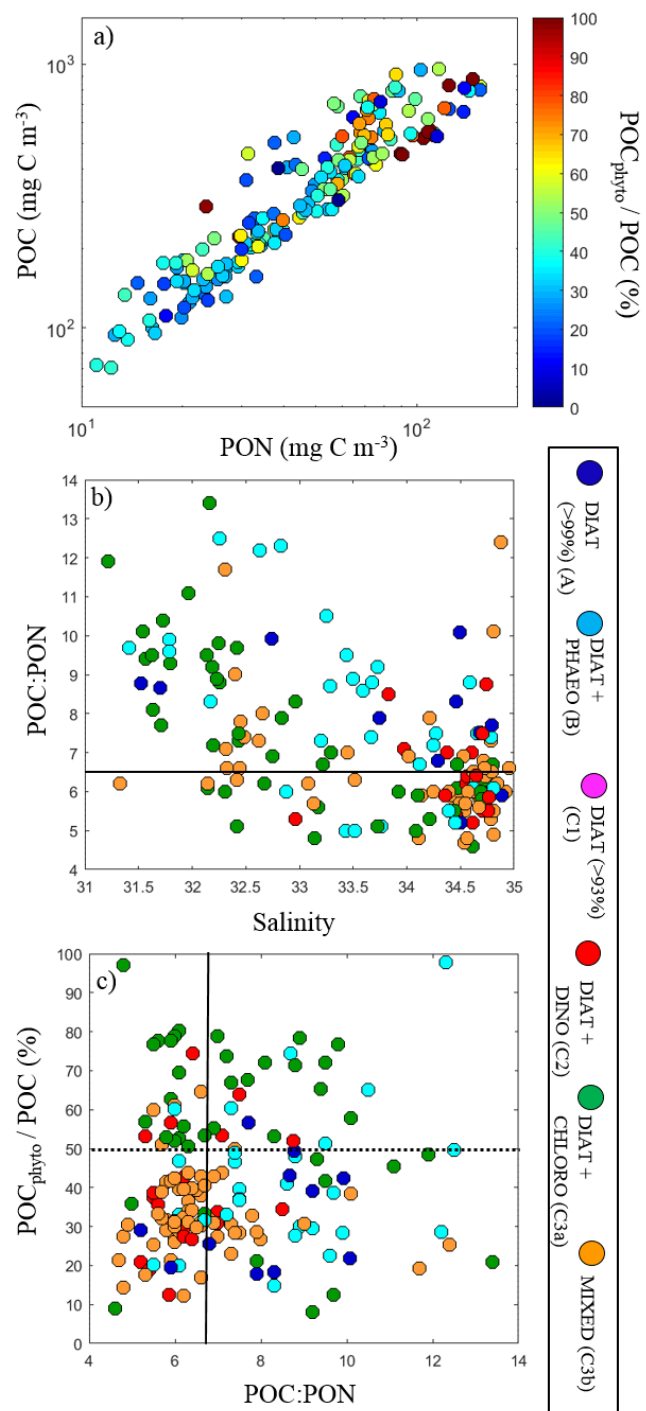 a)
10³
10²
POC (mg C m⁻³)
10¹
10²
PON (mg C m⁻³)
100
90
80
70
60
50
40
30
20
10
0
POCphyto / POC (%)
b)
14
13
12
11
10
9
8
7
6
5
4
POC:PON
31
31.5
32
32.5
33
33.5
34
34.5
35
Salinity
c)
100
90
80
70
60
50
40
30
20
10
0
POCphyto / POC (%)
4
6
8
10
12
14
POC:PON
DIAT
(>99%) (A)
DIAT +
PHAEO (B)
DIAT (>93%)
(C1)
DIAT +
DINO (C2)
DIAT +
CHLORO (C3a)
MIXED (C3b)